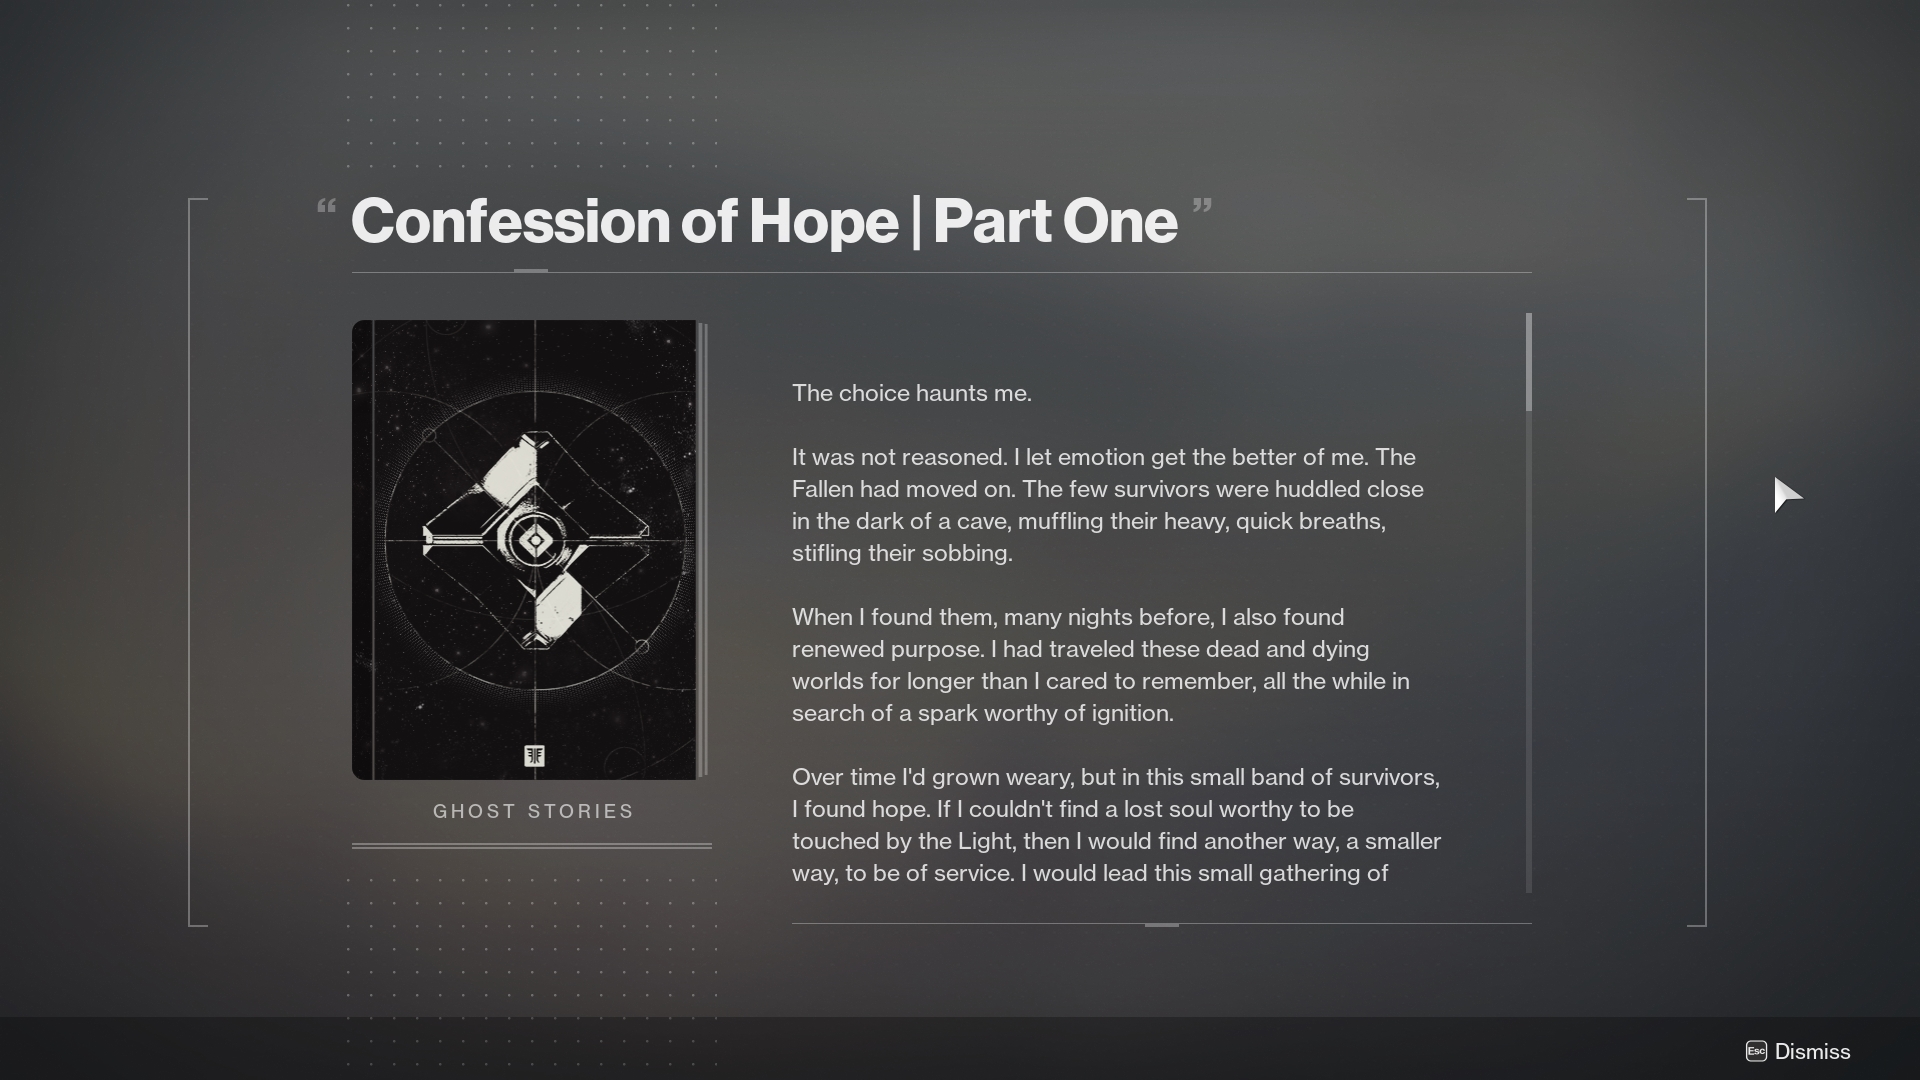 “ Confession of Hope | Part One ”
The choice haunts me.
It was not reasoned. I let emotion get the better of me. The
Fallen had moved on. The few survivors were huddled close
in the dark of a cave, muffling their heavy, quick breaths,
stifling their sobbing.
When I found them, many nights before, I also found
renewed purpose. I had traveled these dead and dying
worlds for longer than I cared to remember, all the while in
search of a spark worthy of ignition.
Over time I'd grown weary, but in this small band of survivors,
I found hope. If I couldn't find a lost soul worthy to be
touched by the Light, then I would find another way, a smaller
way, to be of service. I would lead this small gathering of
GHOST STORIES
Esc Dismiss